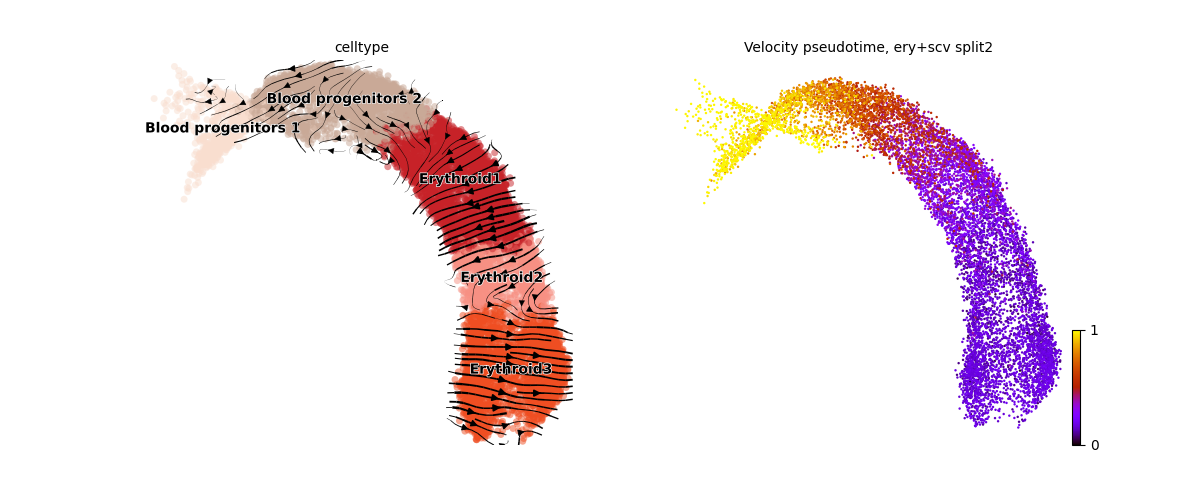 celltype
Blood progenitors 2
Blood progenitors 1
Erythroid1
Erythroid2
Erythroid3
Velocity pseudotime, ery+scv split2
1
0